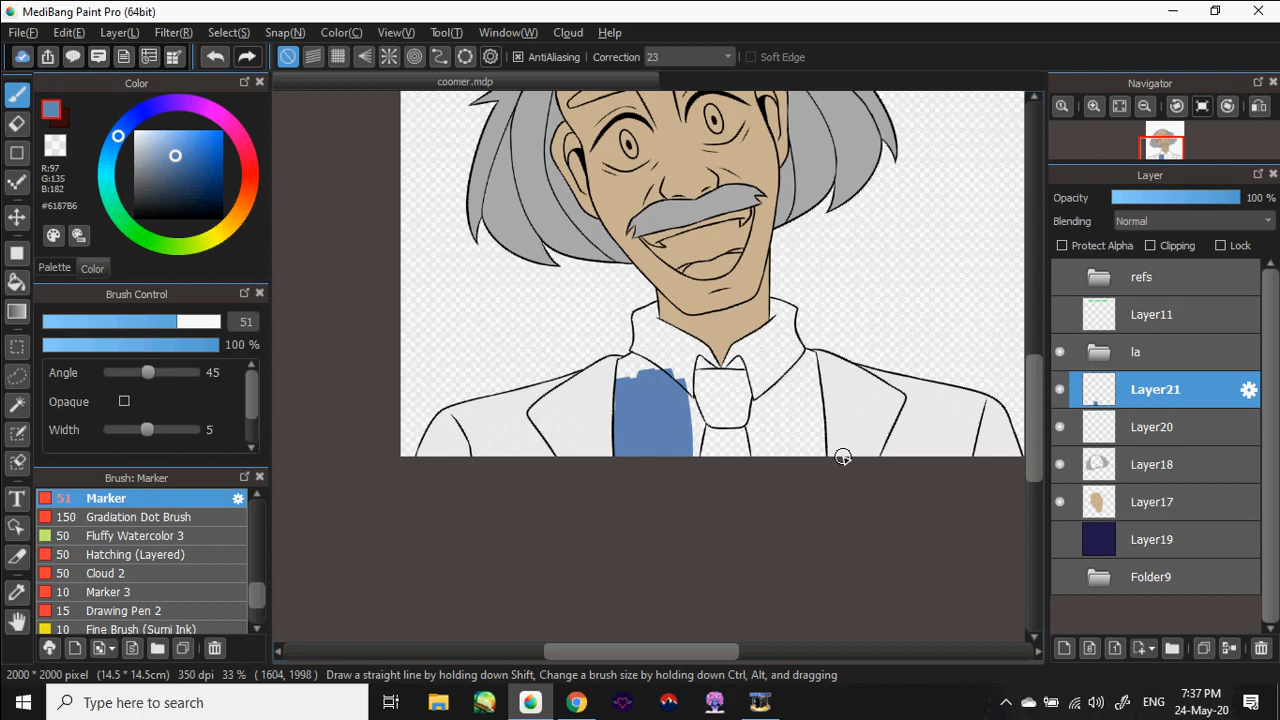 MediBang Paint Pro (64bit)
File(F) Edit(E) Layer(L) Filter(R) Select(S) Snap(N) Color(C) View(V) Tool(T) Window(W) Cloud Help
AntiAliasing Correction 23 Soft Edge
Color
coomer.mdp
Navigator
R:97
G:135
B:182
#6187B6
Palette Color
Brush Control
51
100 %
Angle 45
Opaque
Width 5
Brush: Marker
51 Marker
150 Gradiation Dot Brush
50 Fluffy Watercolor 3
50 Hatching (Layered)
50 Cloud 2
10 Marker 3
15 Drawing Pen 2
10 Fine Brush (Sumi Ink)
Layer
Opacity 100 %
Blending Normal
Protect Alpha Clipping Lock
refs
Layer11
la
Layer21
Layer20
Layer18
Layer17
Layer19
Folder9
2000 * 2000 pixel (14.5 * 14.5cm) 350 dpi 33 % ( 1604, 1998 ) Draw a straight line by holding down Shift, Change a brush size by holding down Ctrl, Alt, and dragging
Type here to search
ENG
7:37 PM
24-May-20